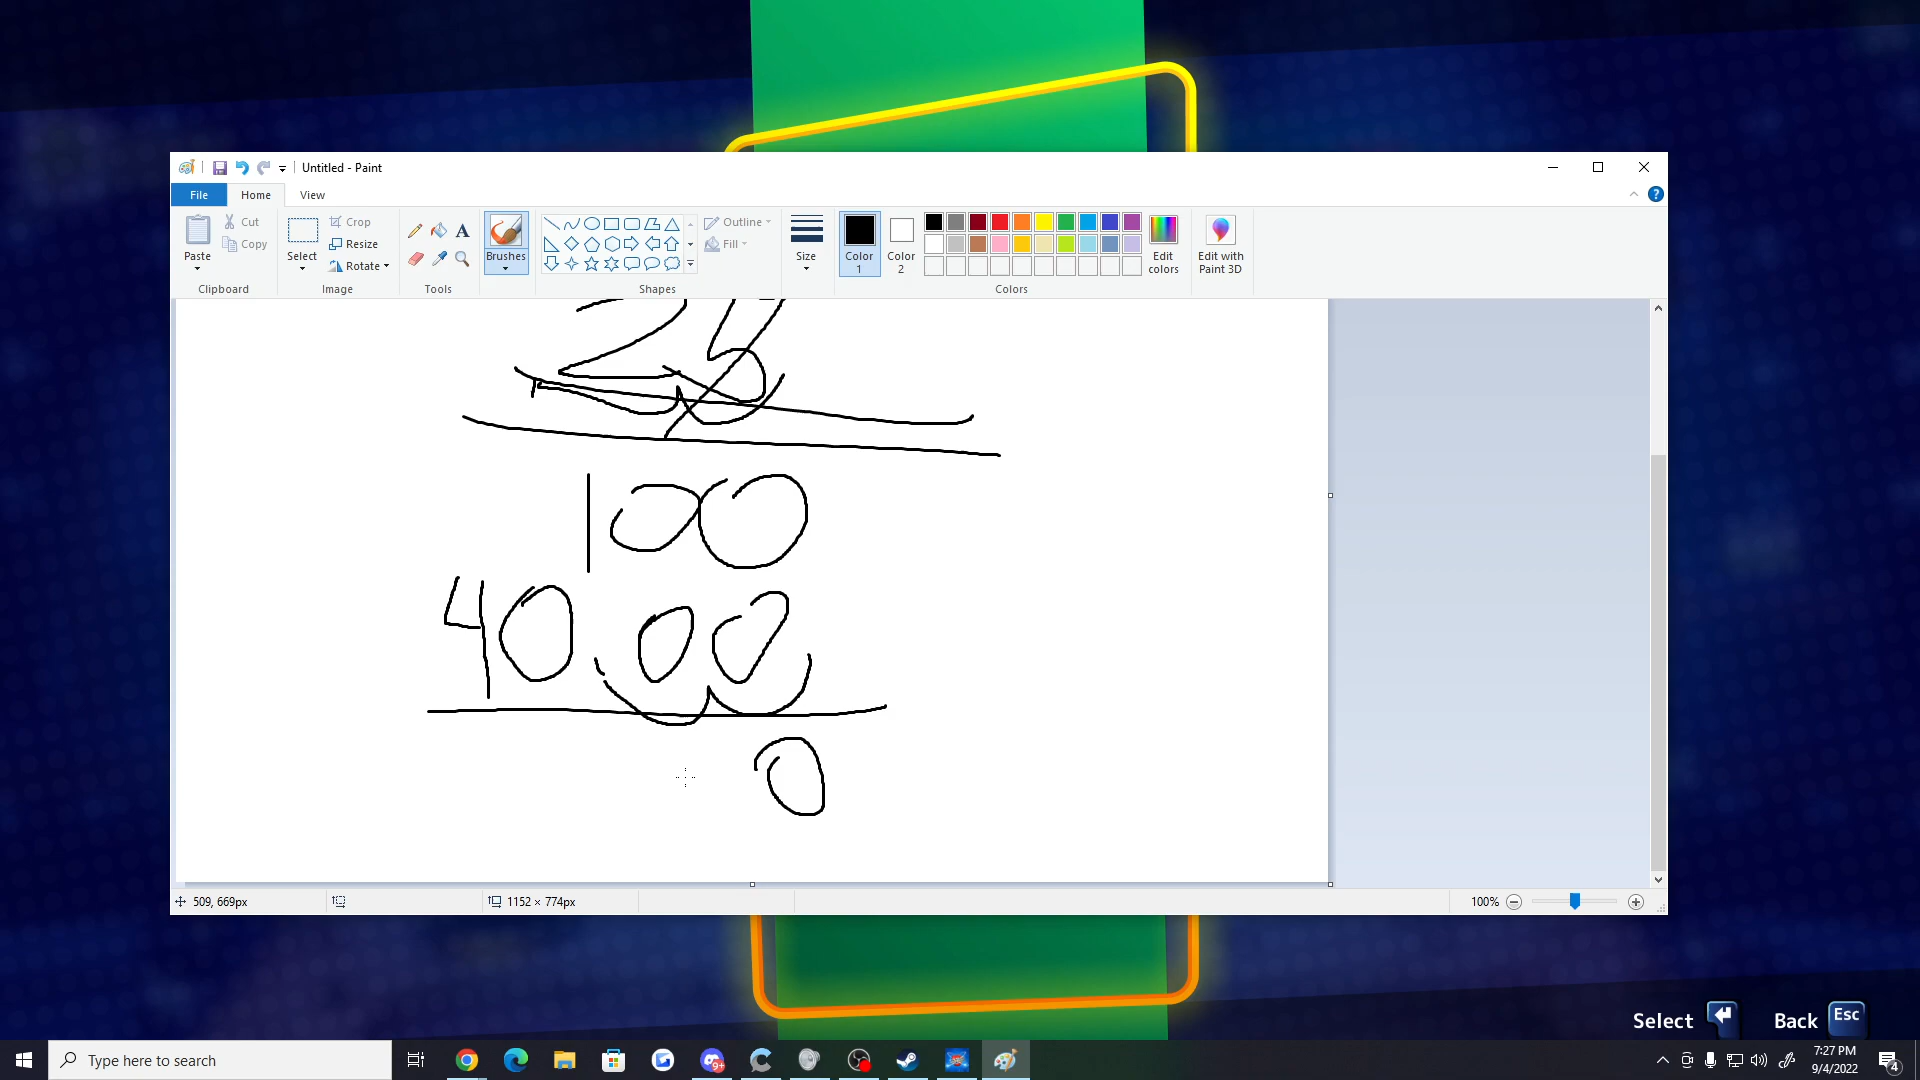 Untitled - Paint
File Home View
Paste
Cut
Copy
Clipboard
Select
Crop
Resize
Rotate
Image
Tools
Brushes
Shapes
Outline
Fill
Size
Color 1
Color 2
Edit colors
Colors
Edit with Paint 3D
100
40 00
0
509, 669px
1152 × 774px
100%
Select
Back Esc
Type here to search
9+
7:27 PM
9/4/2022
4